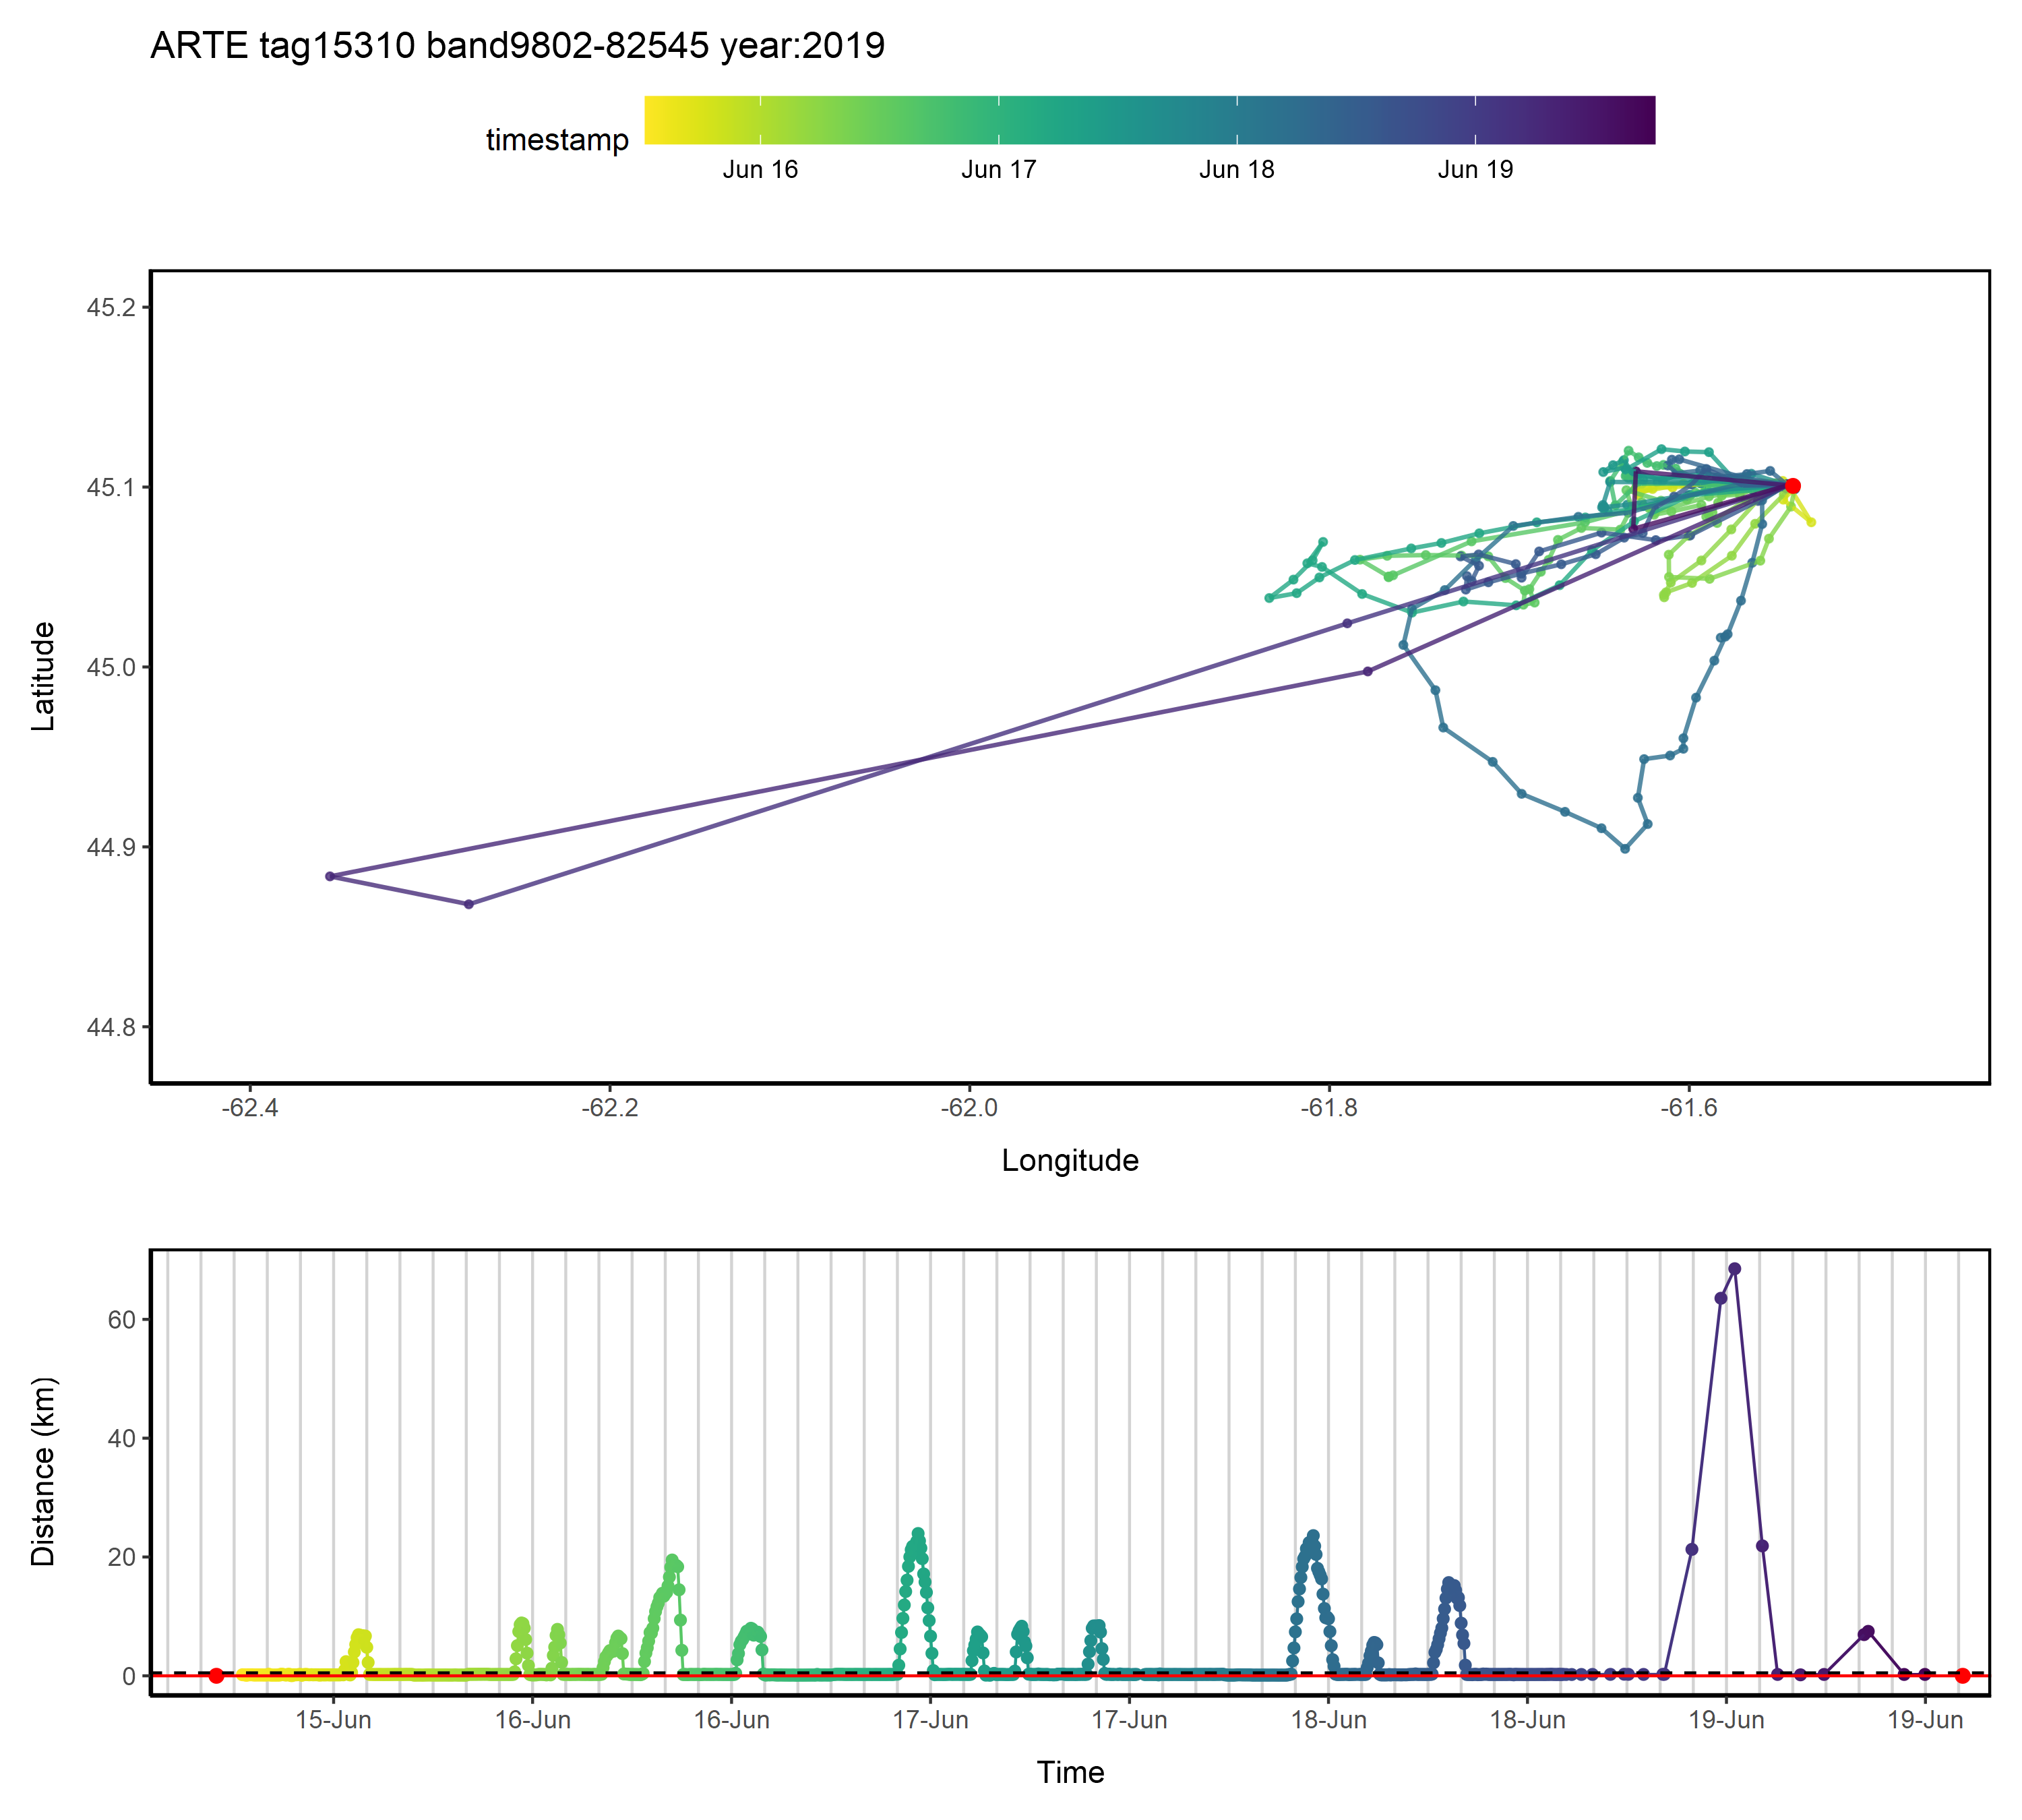 ARTE tag15310 band9802-82545 year:2019
timestamp
Jun 16 Jun 17 Jun 18 Jun 19
45.2
45.1
45.0
44.9
44.8
Latitude
-62.4 -62.2 -62.0 -61.8 -61.6
Longitude
60
40
20
0
Distance (km)
15-Jun 16-Jun 16-Jun 17-Jun 17-Jun 18-Jun 18-Jun 19-Jun 19-Jun
Time